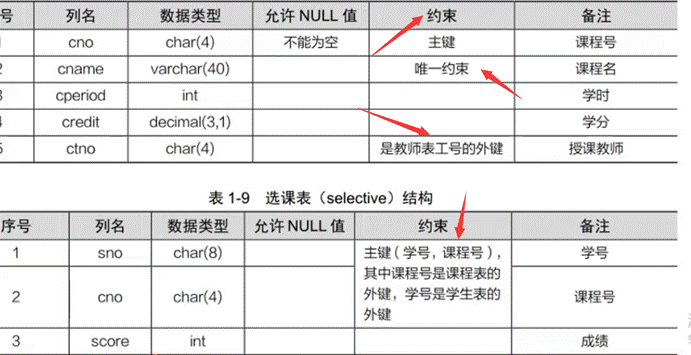 号 列名 数据类型 允许 NULL 值 约束 备注
cno char(4) 不能为空 主键 课程号
2 cname varchar(40) 唯一约束 课程名
3 cperiod int 学时
4 credit decimal(3,1) 学分
5 ctno char(4) 是教师表工号的外键 授课教师
表 1-9 选课表（selective）结构
序号 列名 数据类型 允许 NULL 值 约束 备注
1 sno char(8) 主键（学号，课程号）， 学号
其中课程号是课程表的
2 cno char(4) 外键，学号是学生表的 课程号
外键
3 score int 成绩